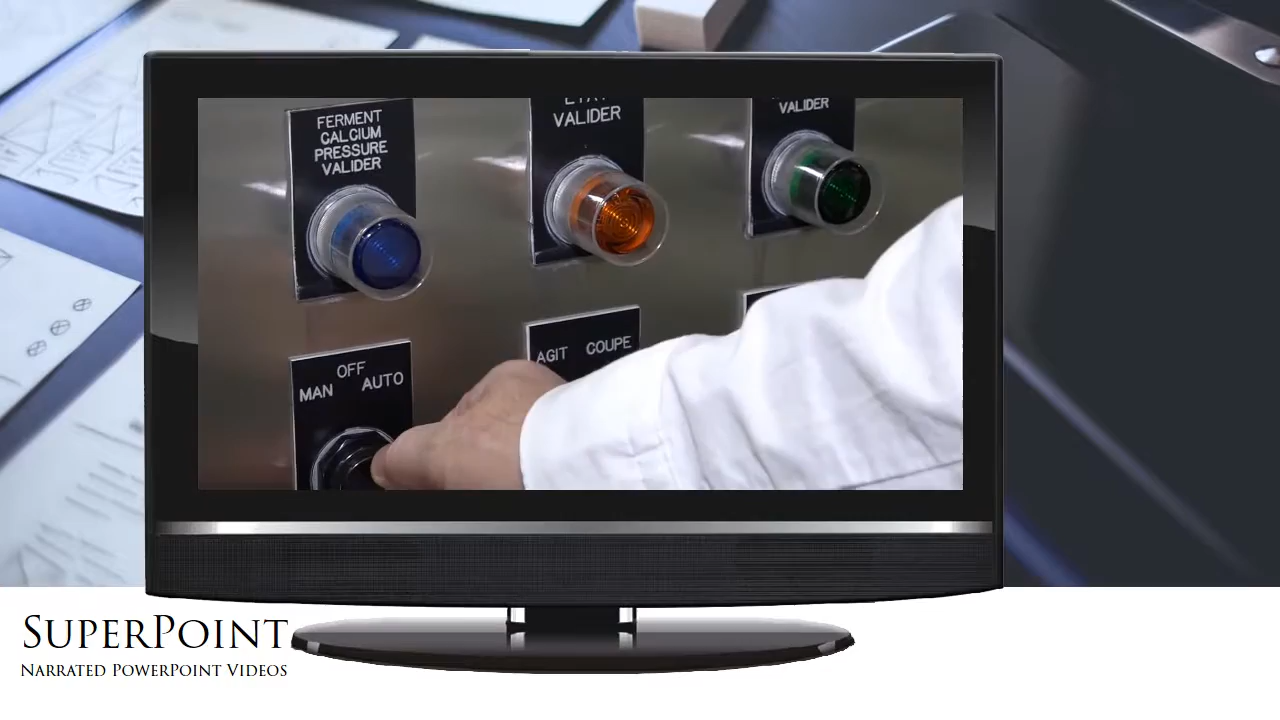 FERMENT
CALCIUM
PRESSURE
VALIDER
VALIDER
VALIDER
MAN OFF AUTO
AGIT COUPE
SUPERPOINT
NARRATED POWERPOINT VIDEOS